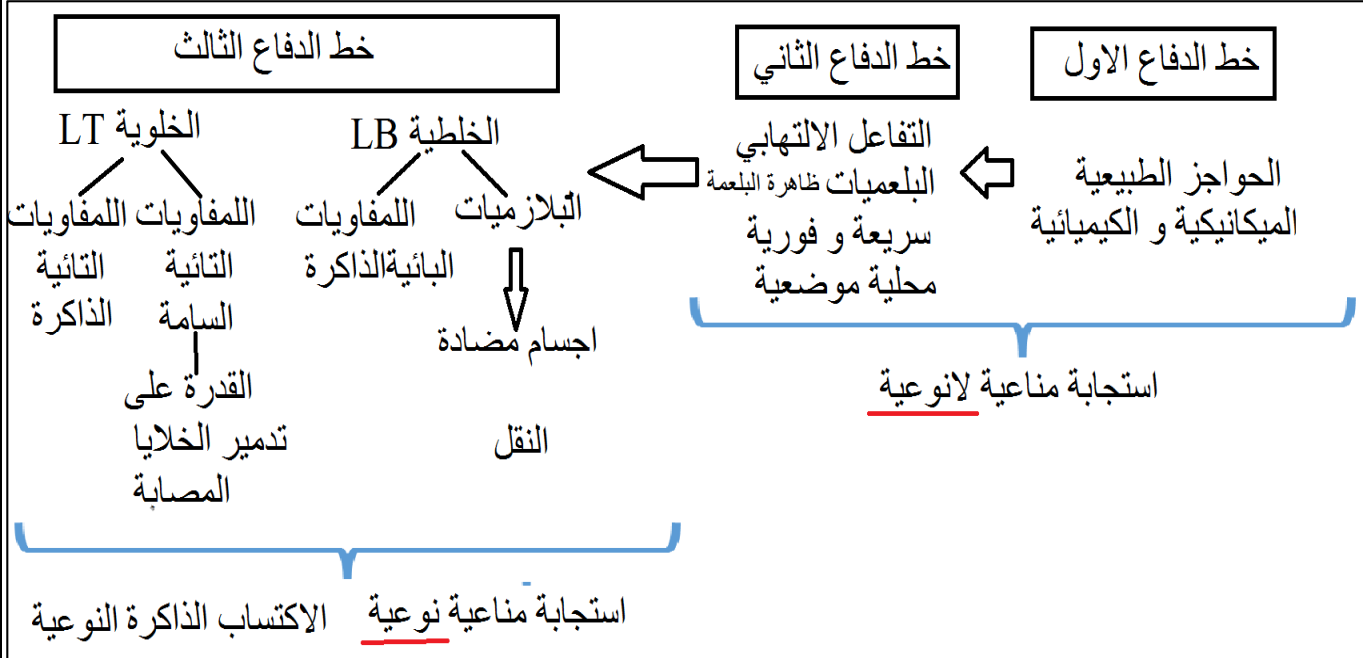 خط الدفاع الاول
الحواجز الطبيعية
الميكانيكية و الكيميائية
خط الدفاع الثاني
التفاعل الالتهابي
البلعميات ظاهرة البلعمة
سريعة و فورية
محلية موضعية
استجابة مناعية لانوعية
خط الدفاع الثالث
الخلطية LB
البلازميات
اجسام مضادة
النقل
اللمفاويات
البائيةالذاكرة
الخلوية LT
اللمفاويات
التائية
السامة
القدرة على
تدمير الخلايا
المصابة
اللمفاويات
التائية
الذاكرة
استجابة مناعية نوعية الاكتساب الذاكرة النوعية